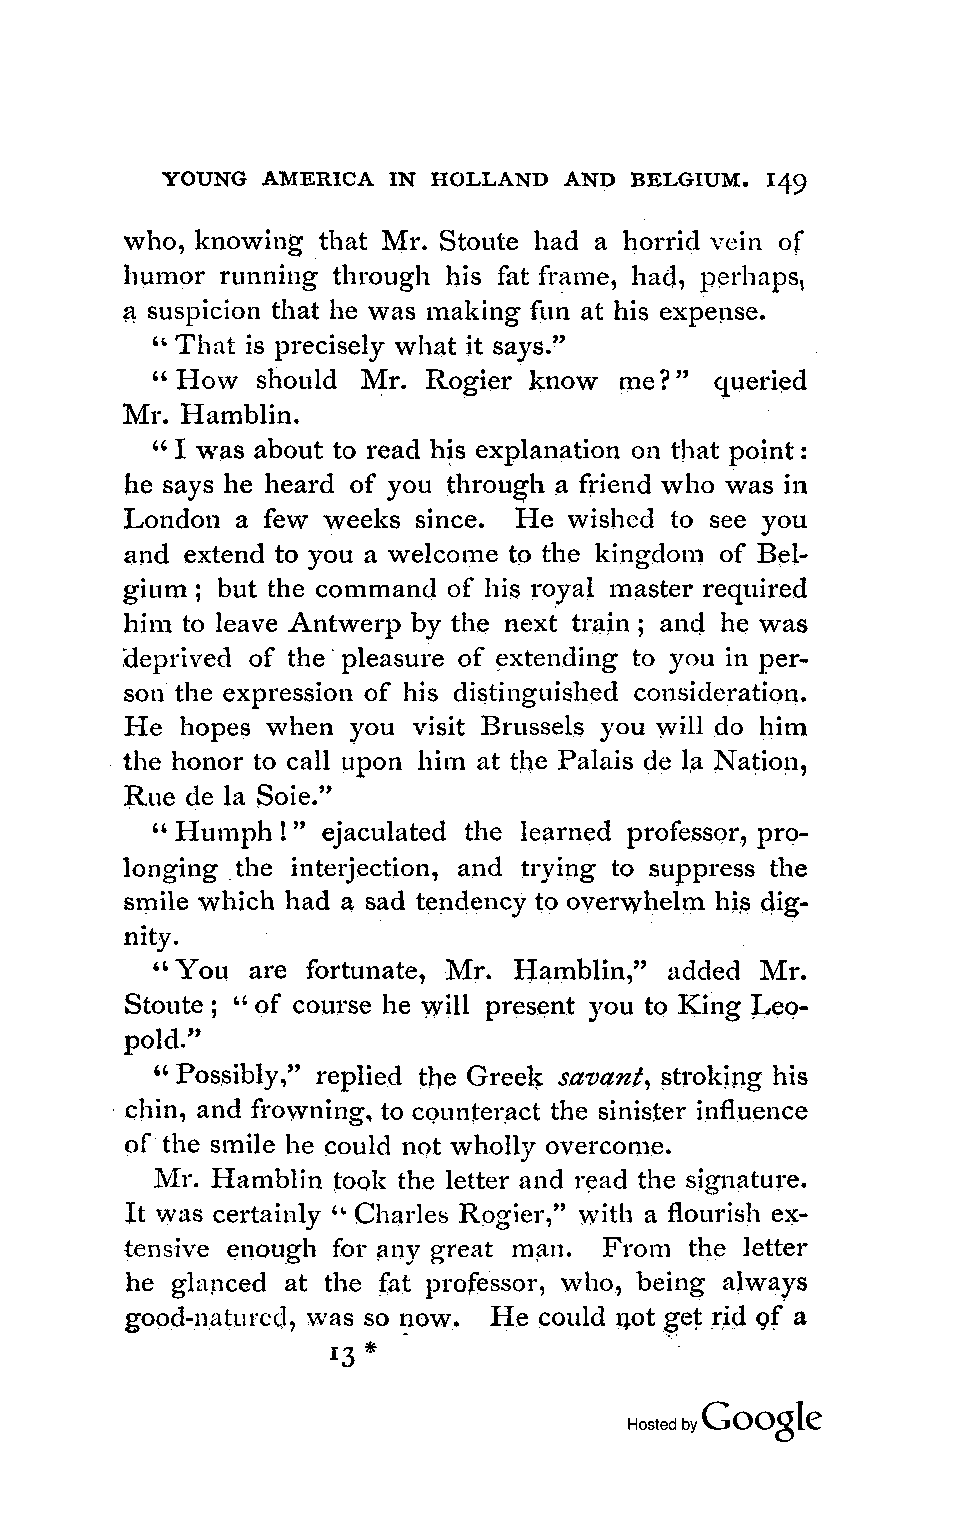 YOUNG AMERICA IN HOLLAND AND BELGIUM. 149
who, knowing that Mr. Stoute had a horrid vein of
humor running through his fat frame, had, perhaps,
a suspicion that he was making fun at his expense.
“That is precisely what it says.”
“How should Mr. Rogier know me?” queried
Mr. Hamblin.
“I was about to read his explanation on that point:
he says he heard of you through a friend who was in
London a few weeks since. He wished to see you
and extend to you a welcome to the kingdom of Bel-
gium; but the command of his royal master required
him to leave Antwerp by the next train; and he was
deprived of the pleasure of extending to you in per-
son the expression of his distinguished consideration.
He hopes when you visit Brussels you will do him
the honor to call upon him at the Palais de la Nation,
Rue de la Soie.”
“Humph!” ejaculated the learned professor, pro-
longing the interjection, and trying to suppress the
smile which had a sad tendency to overwhelm his dig-
nity.
“You are fortunate, Mr. Hamblin,” added Mr.
Stoute; “of course he will present you to King Leo-
pold.”
“Possibly,” replied the Greek savant, stroking his
chin, and frowning, to counteract the sinister influence
of the smile he could not wholly overcome.
Mr. Hamblin took the letter and read the signature.
It was certainly “Charles Rogier,” with a flourish ex-
tensive enough for any great man. From the letter
he glanced at the fat professor, who, being always
good-natured, was so now. He could not get rid of a
13*
Hosted by Google